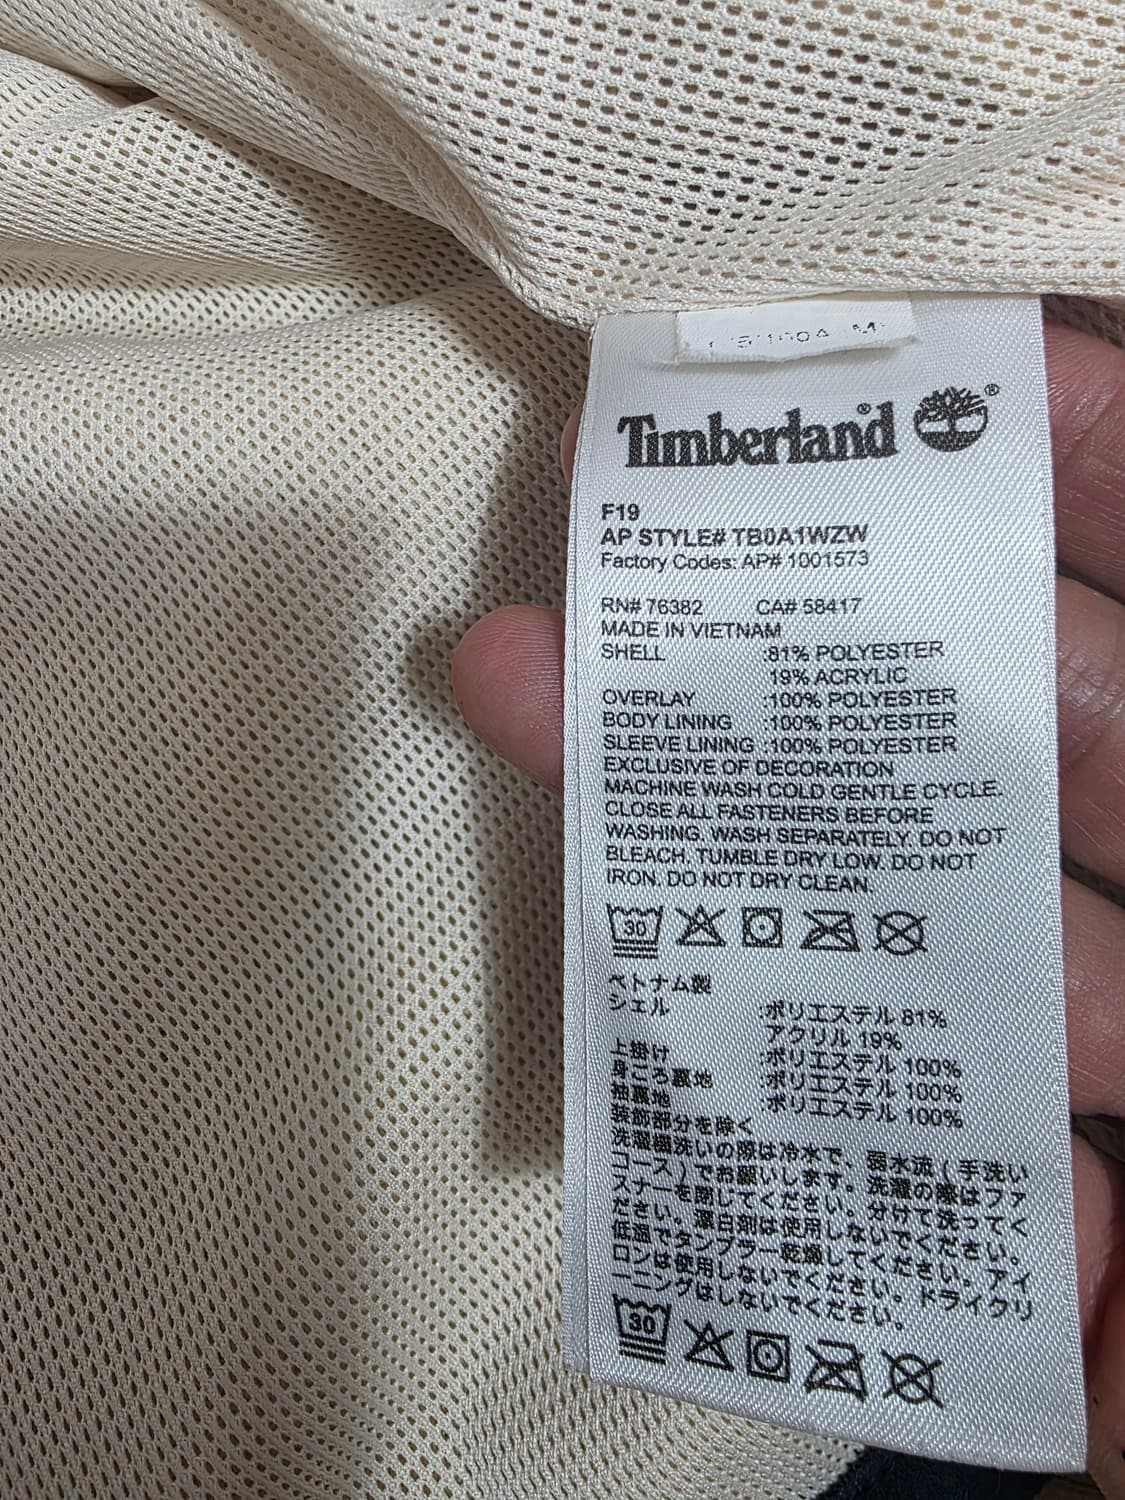 Timberland®
®
F19
AP STYLE# TB0A1WZW
Factory Codes: AP# 1001573
RN# 76382 CA# 58417
MADE IN VIETNAM
SHELL :81% POLYESTER
19% ACRYLIC
OVERLAY :100% POLYESTER
BODY LINING :100% POLYESTER
SLEEVE LINING :100% POLYESTER
EXCLUSIVE OF DECORATION
MACHINE WASH COLD GENTLE CYCLE.
CLOSE ALL FASTENERS BEFORE
WASHING. WASH SEPARATELY. DO NOT
BLEACH. TUMBLE DRY LOW. DO NOT
IRON. DO NOT DRY CLEAN.
30
ベトナム製
シェル :ポリエステル 81%
アクリル 19%
上掛け :ポリエステル 100%
身ごろ裏地 :ポリエステル 100%
袖裏地 :ポリエステル 100%
装飾部分を除く
洗濯機洗いの際は冷水で、弱水流 ( 手洗い
コース ) でお願いします。洗濯の際はファ
スナーを閉じてください。分けて洗ってく
ださい。漂白剤は使用しないでください。
低温でタンブラー乾燥してください。アイ
ロンは使用しないでください。ドライクリ
ーニングはしないでください。
30